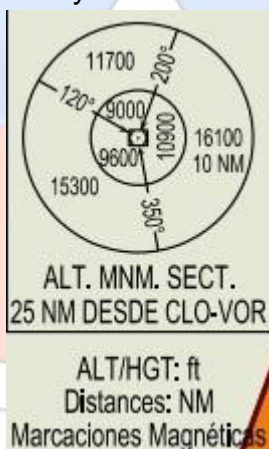 11700
200°
120°
9000
10900
16100
10 NM
9600
15300
350°
ALT. MNM. SECT.
25 NM DESDE CLO-VOR
ALT/HGT: ft
Distances: NM
Marcaciones Magnéticas